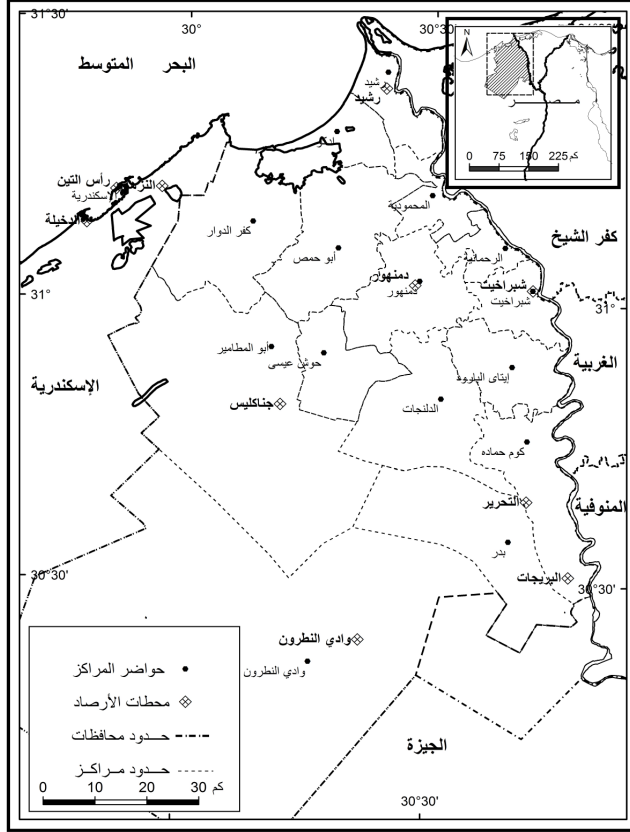 31°30'
30°
30°30'
البحر المتوسط
N
مصر
0 75 150 225 كم
رشيد
رشيد
رأس التين
الإسكندرية
الدخيلة
المحمودية
كفر الدوار
أبو حمص
الرحمانية
كفر الشيخ
دمنهور
دمنهور
شبراخيت
شبراخيت
31°
31°
أبو المطامير
حوش عيسى
إيتاى البارود
الغربية
الإسكندرية
جناكليس
الدلنجات
كوم حماده
التحرير
المنوفية
بدر
30°30'
البريجات
30°30'
وادي النطرون
وادي النطرون
حواضر المراكز
محطات الأرصاد
حدود محافظات
حدود مراكز
0 10 20 30 كم
الجيزة
30°30'